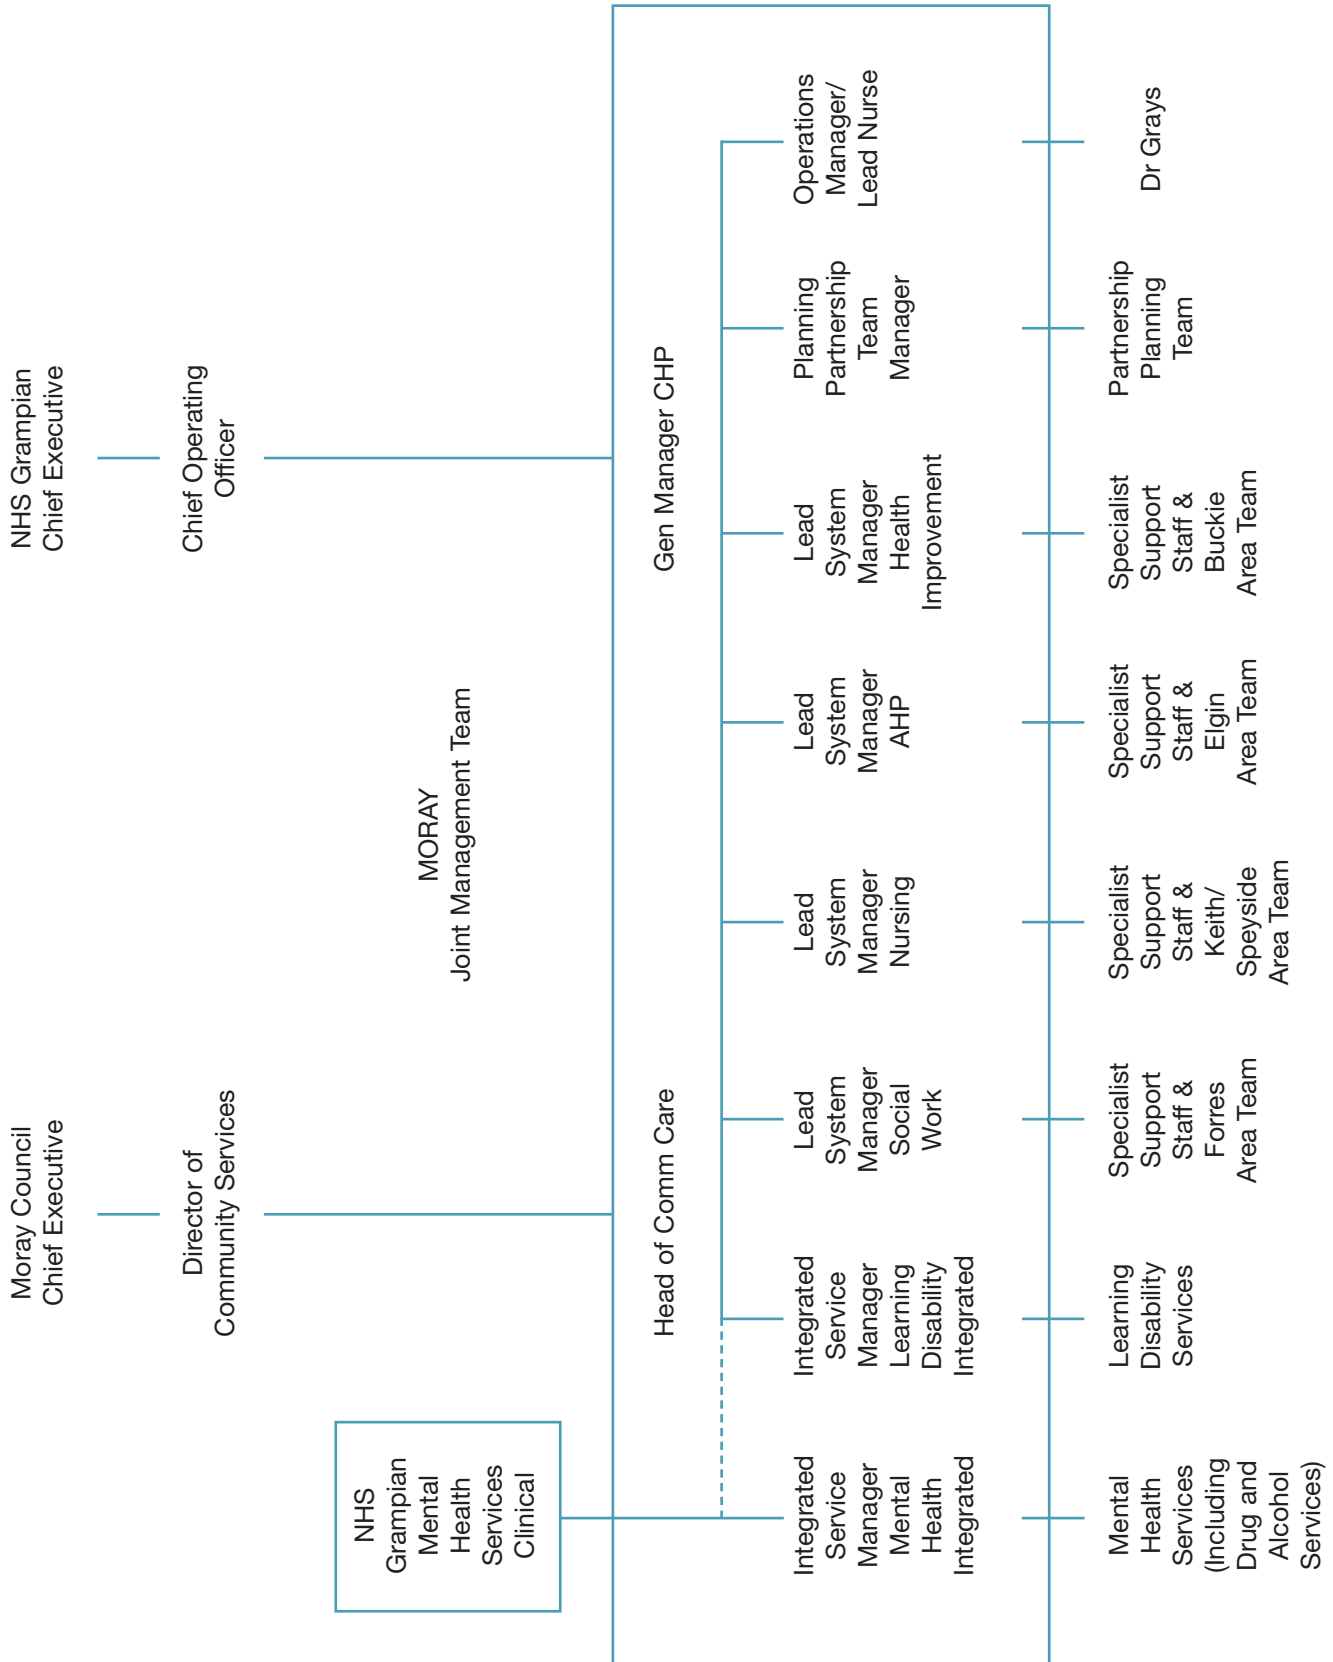 Moray Council
Chief Executive
NHS Grampian
Chief Executive
Director of
Community Services
Chief Operating
Officer
MORAY
Joint Management Team
NHS
Grampian
Mental
Health
Services
Clinical
Head of Comm Care
Gen Manager CHP
Integrated
Service
Manager
Mental
Health
Integrated
Integrated
Service
Manager
Learning
Disability
Integrated
Lead
System
Manager
Social
Work
Lead
System
Manager
Nursing
Lead
System
Manager
AHP
Lead
System
Manager
Health
Improvement
Planning
Partnership
Team
Manager
Operations
Manager/
Lead Nurse
Mental
Health
Services
(Including
Drug and
Alcohol
Services)
Learning
Disability
Services
Specialist
Support
Staff &
Forres
Area Team
Specialist
Support
Staff &
Keith/
Speyside
Area Team
Specialist
Support
Staff &
Elgin
Area Team
Specialist
Support
Staff &
Buckie
Area Team
Partnership
Planning
Team
Dr Grays